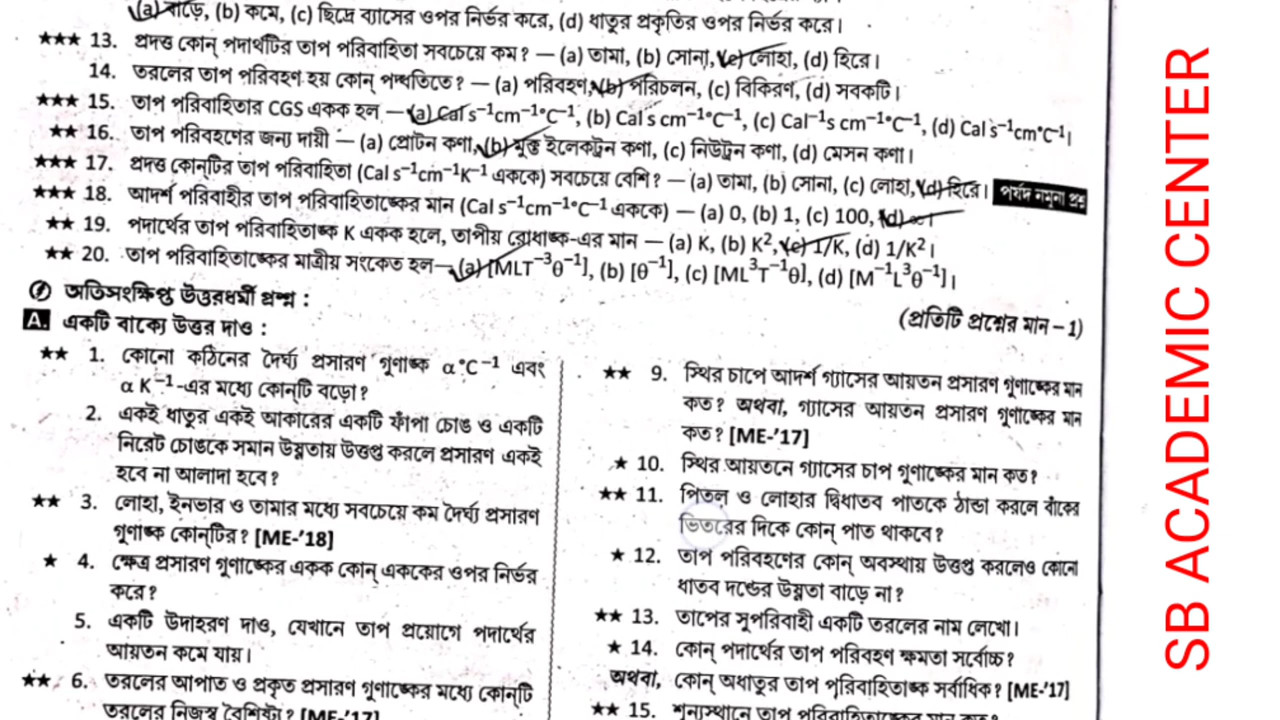 (a) বাড়ে, (b) কমে, (c) ছিদ্রে ব্যাসের ওপর নির্ভর করে, (d) ধাতুর প্রকৃতির ওপর নির্ভর করে।
★★★ 13. প্রদত্ত কোন্ পদার্থটির তাপ পরিবাহিতা সবচেয়ে কম? — (a) তামা, (b) সোনা, (c) লোহা, (d) হিরে।
14. তরলের তাপ পরিবহণ হয় কোন্ পদ্ধতিতে? — (a) পরিবহণ, (b) পরিচলন, (c) বিকিরণ, (d) সবকটি।
★★★ 15. তাপ পরিবাহিতার CGS একক হল — (a) Cal s⁻¹cm⁻¹°C⁻¹, (b) Cal s cm⁻¹°C⁻¹, (c) Cal⁻¹s cm⁻¹°C⁻¹, (d) Cal s⁻¹cm°C⁻¹।
★★ 16. তাপ পরিবহণের জন্য দায়ী — (a) প্রোটন কণা, (b) মুক্ত ইলেকট্রন কণা, (c) নিউট্রন কণা, (d) মেসন কণা।
★★★ 17. প্রদত্ত কোন্‌টির তাপ পরিবাহিতা (Cal s⁻¹cm⁻¹K⁻¹ এককে) সবচেয়ে বেশি? — (a) তামা, (b) সোনা, (c) লোহা, (d) হিরে। পর্ষদ নমুনা প্রশ্ন
★★★ 18. আদর্শ পরিবাহীর তাপ পরিবাহিতাঙ্কের মান (Cal s⁻¹cm⁻¹°C⁻¹ এককে) — (a) 0, (b) 1, (c) 100, (d) ∞।
★★ 19. পদার্থের তাপ পরিবাহিতাঙ্ক K একক হলে, তাপীয় রোধাঙ্ক-এর মান — (a) K, (b) K², (c) 1/K, (d) 1/K²।
★★ 20. তাপ পরিবাহিতাঙ্কের মাত্রীয় সংকেত হল— (a) [MLT⁻³θ⁻¹], (b) [θ⁻¹], (c) [ML³T⁻¹θ], (d) [M⁻¹L³θ⁻¹]।
অতিসংক্ষিপ্ত উত্তরধর্মী প্রশ্ন :
A. একটি বাক্যে উত্তর দাও :
(প্রতিটি প্রশ্নের মান – 1)
★★ 1. কোনো কঠিনের দৈর্ঘ্য প্রসারণ গুণাঙ্ক α°C⁻¹ এবং
α K⁻¹-এর মধ্যে কোন্‌টি বড়ো?
2. একই ধাতুর একই আকারের একটি ফাঁপা চোঙ ও একটি
নিরেট চোঙকে সমান উষ্ণতায় উত্তপ্ত করলে প্রসারণ একই
হবে না আলাদা হবে?
★★ 3. লোহা, ইনভার ও তামার মধ্যে সবচেয়ে কম দৈর্ঘ্য প্রসারণ
গুণাঙ্ক কোন্‌টির? [ME-’18]
★ 4. ক্ষেত্র প্রসারণ গুণাঙ্কের একক কোন্ এককের ওপর নির্ভর
করে?
5. একটি উদাহরণ দাও, যেখানে তাপ প্রয়োগে পদার্থের
আয়তন কমে যায়।
★★ 6. তরলের আপাত ও প্রকৃত প্রসারণ গুণাঙ্কের মধ্যে কোন্‌টি
তরলের নিজস্ব বৈশিষ্ট্য? [ME-’17]
★★ 9. স্থির চাপে আদর্শ গ্যাসের আয়তন প্রসারণ গুণাঙ্কের মান
কত? অথবা, গ্যাসের আয়তন প্রসারণ গুণাঙ্কের মান
কত? [ME-’17]
★ 10. স্থির আয়তনে গ্যাসের চাপ গুণাঙ্কের মান কত?
★★ 11. পিতল ও লোহার দ্বিধাতব পাতকে ঠান্ডা করলে বাঁকের
ভিতরের দিকে কোন্ পাত থাকবে?
★ 12. তাপ পরিবহণের কোন্ অবস্থায় উত্তপ্ত করলেও কোনো
ধাতব দণ্ডের উষ্ণতা বাড়ে না?
★★ 13. তাপের সুপরিবাহী একটি তরলের নাম লেখো।
★ 14. কোন্ পদার্থের তাপ পরিবহণ ক্ষমতা সর্বোচ্চ?
অথবা, কোন্ অধাতুর তাপ পরিবাহিতাঙ্ক সর্বাধিক? [ME-’17]
★★ 15. শূন্যস্থানে তাপ পরিবাহিতাঙ্কের মান কত?
SB ACADEMIC CENTER